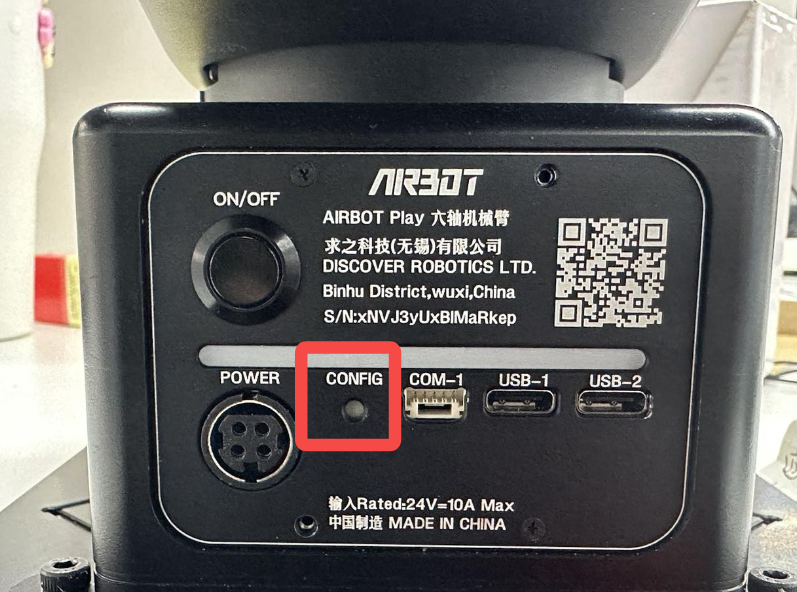 AIRBOT
ON/OFF
AIRBOT Play 六轴机械臂
求之科技(无锡)有限公司
DISCOVER ROBOTICS LTD.
Binhu District,wuxi,China
S/N:xNVJ3yUxBlMaRkep
POWER
CONFIG
COM-1
USB-1
USB-2
输入Rated:24V=10A Max
中国制造 MADE IN CHINA